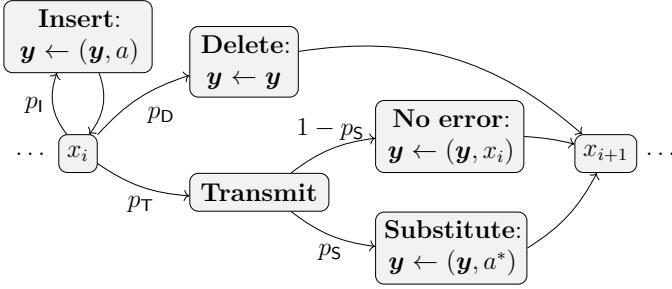 Insert:
𝒚 ← (𝒚, a)
Delete:
𝒚 ← 𝒚
p_I
p_D
1 − p_S
No error:
𝒚 ← (𝒚, x_i)
⋯ x_i
x_{i+1} ⋯
p_T
Transmit
p_S
Substitute:
𝒚 ← (𝒚, a*)